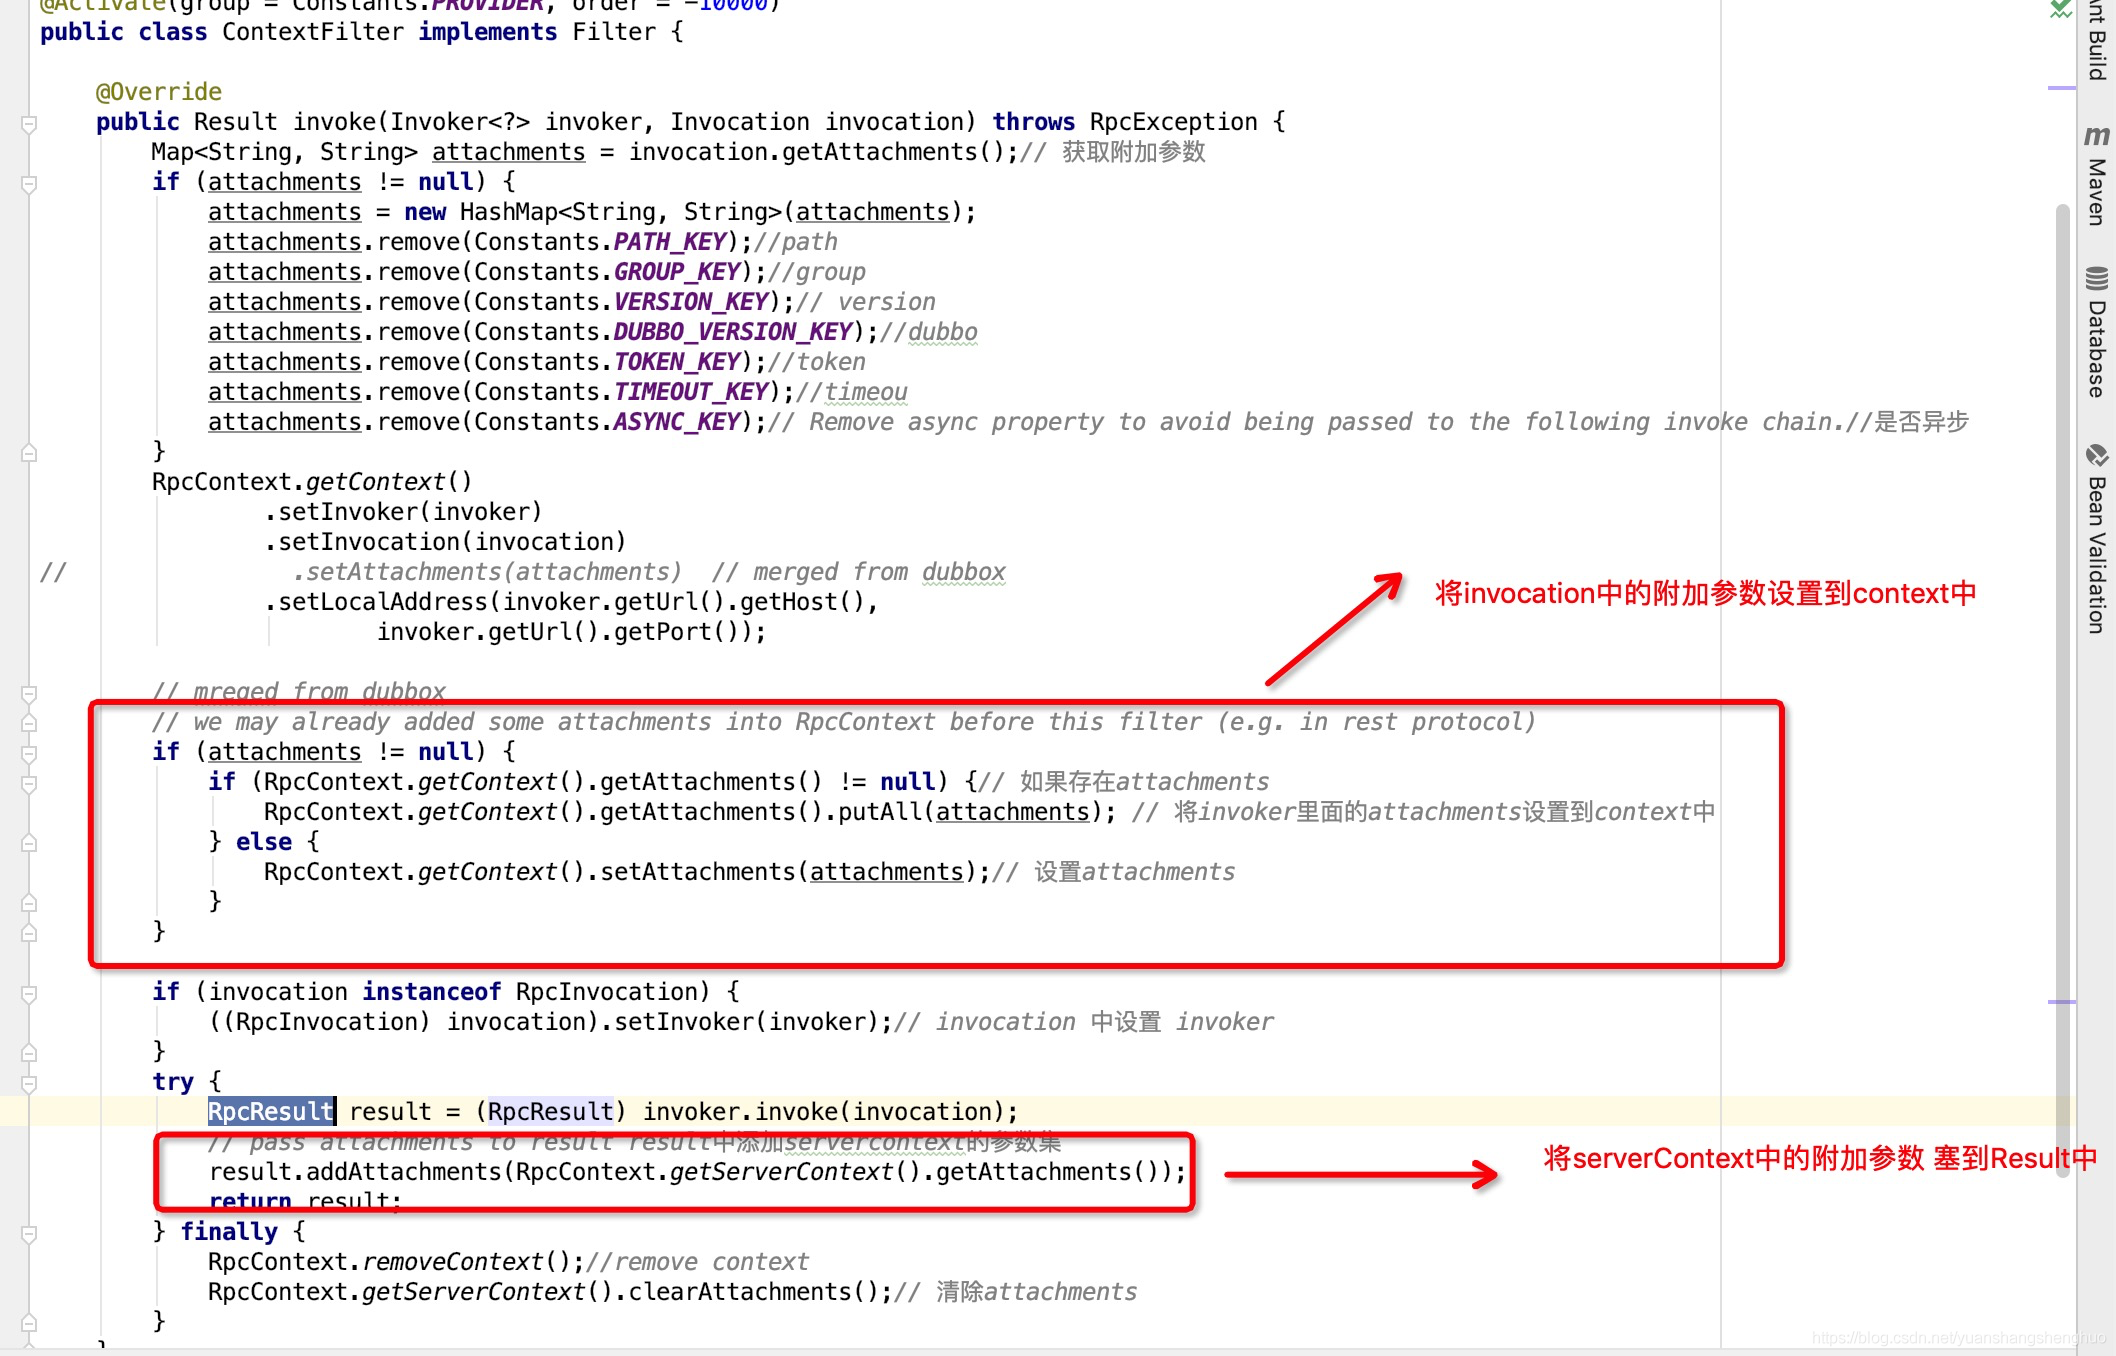 @Activate(group = Constants.PROVIDER, order = -10000)
public class ContextFilter implements Filter {
@Override
public Result invoke(Invoker<?> invoker, Invocation invocation) throws RpcException {
Map<String, String> attachments = invocation.getAttachments();// 获取附加参数
if (attachments != null) {
attachments = new HashMap<String, String>(attachments);
attachments.remove(Constants.PATH_KEY);//path
attachments.remove(Constants.GROUP_KEY);//group
attachments.remove(Constants.VERSION_KEY);// version
attachments.remove(Constants.DUBBO_VERSION_KEY);//dubbo
attachments.remove(Constants.TOKEN_KEY);//token
attachments.remove(Constants.TIMEOUT_KEY);//timeou
attachments.remove(Constants.ASYNC_KEY);// Remove async property to avoid being passed to the following invoke chain.//是否异步
}
RpcContext.getContext()
.setInvoker(invoker)
.setInvocation(invocation)
// .setAttachments(attachments) // merged from dubbox
.setLocalAddress(invoker.getUrl().getHost(),
invoker.getUrl().getPort());
将invocation中的附加参数设置到context中
// mreged from dubbox
// we may already added some attachments into RpcContext before this filter (e.g. in rest protocol)
if (attachments != null) {
if (RpcContext.getContext().getAttachments() != null) {// 如果存在attachments
RpcContext.getContext().getAttachments().putAll(attachments); // 将invoker里面的attachments设置到context中
} else {
RpcContext.getContext().setAttachments(attachments);// 设置attachments
}
}
if (invocation instanceof RpcInvocation) {
((RpcInvocation) invocation).setInvoker(invoker);// invocation 中设置 invoker
}
try {
RpcResult result = (RpcResult) invoker.invoke(invocation);
// pass attachments to result result中添加servercontext的参数集
result.addAttachments(RpcContext.getServerContext().getAttachments());
return result;
将serverContext中的附加参数 塞到Result中
} finally {
RpcContext.removeContext();//remove context
RpcContext.getServerContext().clearAttachments();// 清除attachments
}
}
Ant Build
m Maven
Database
Bean Validation
https://blog.csdn.net/yuanshangshenghuo